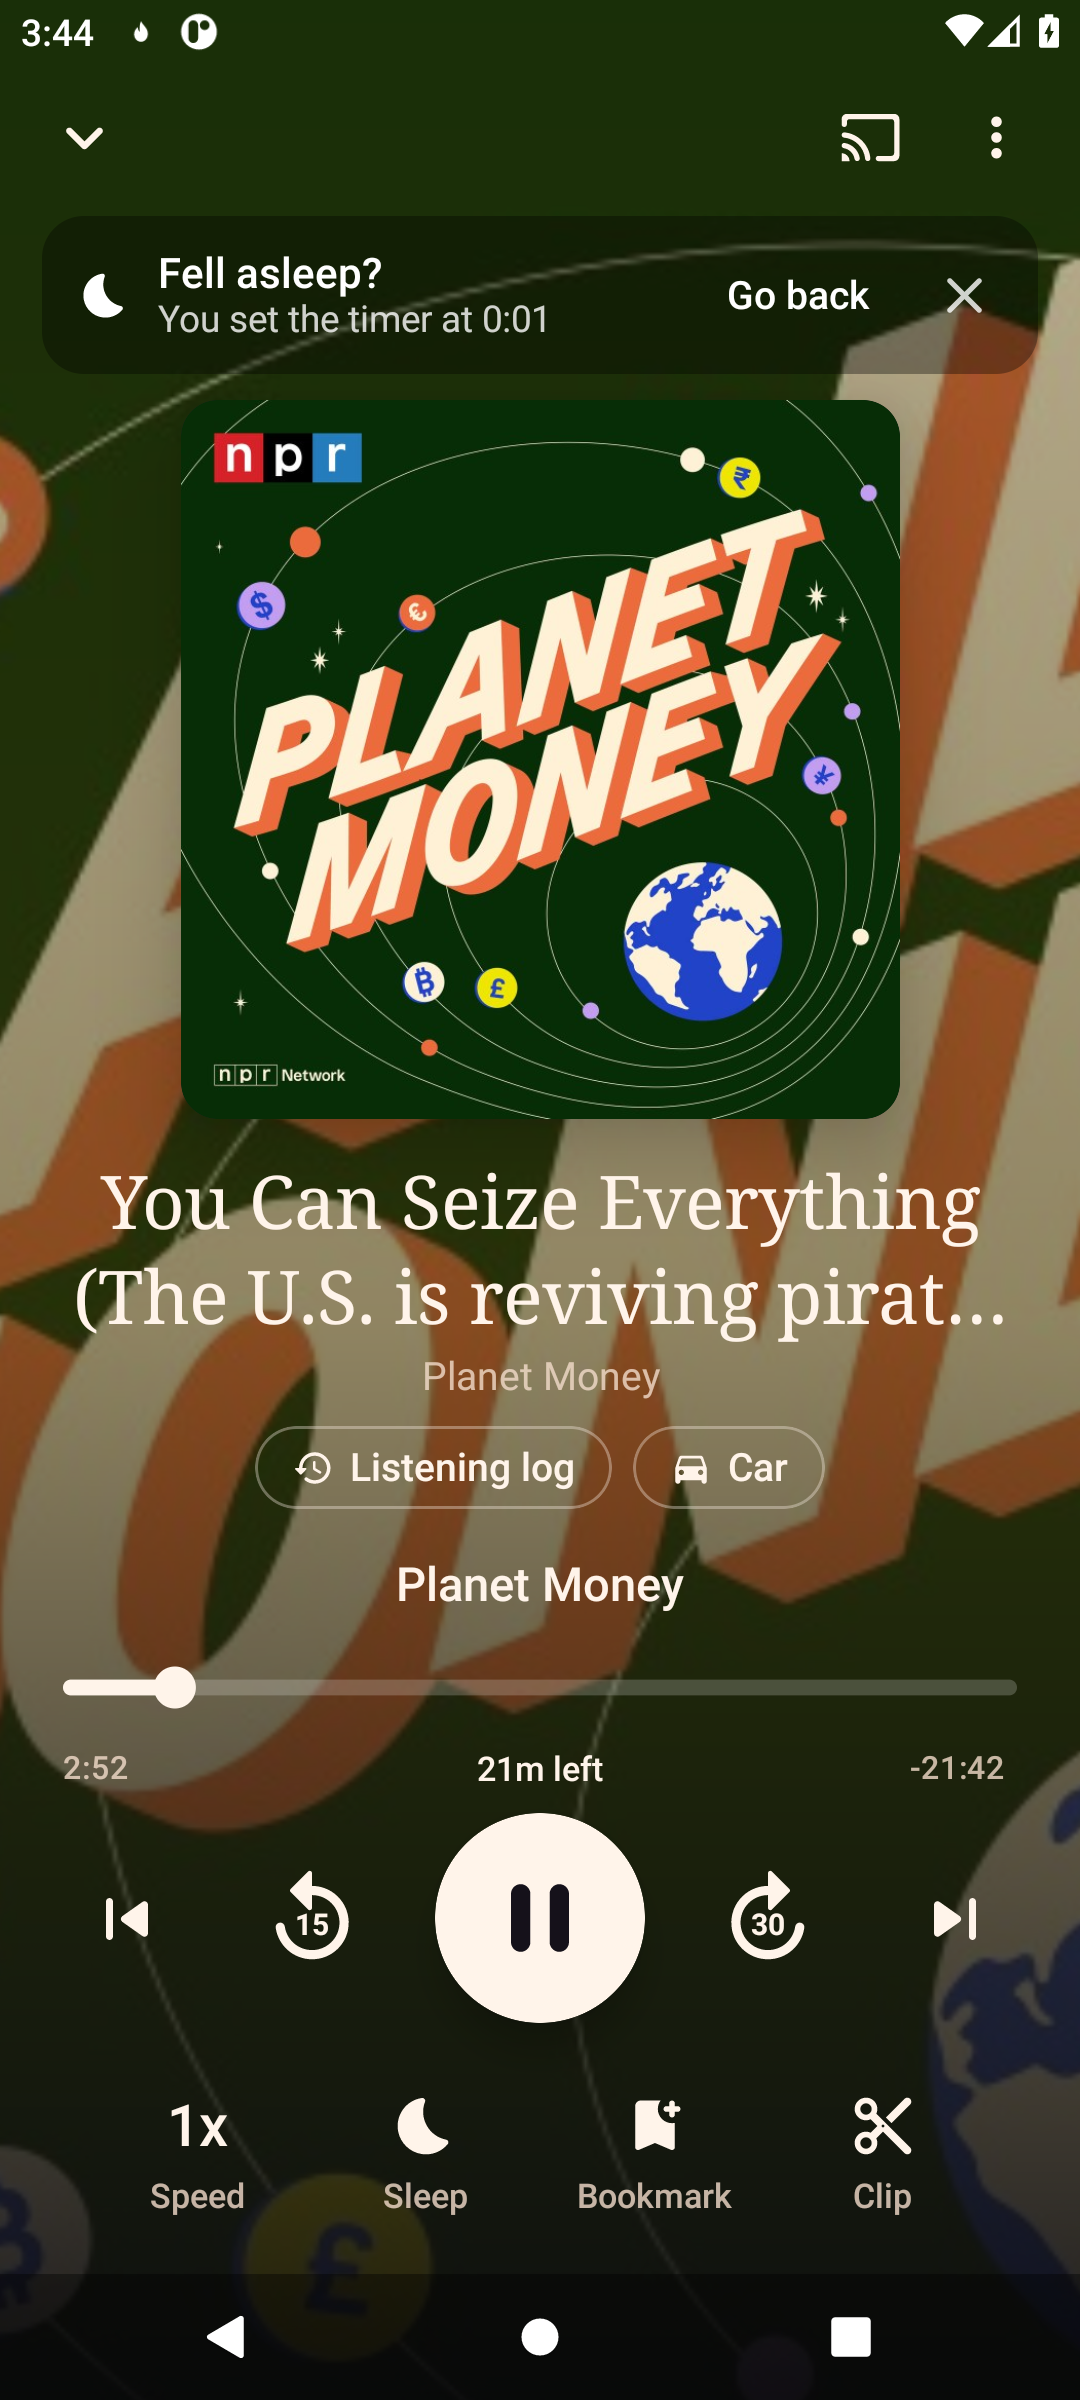 3:44
Fell asleep?
You set the timer at 0:01
Go back
npr
$
€
₹
PLANET
MONEY
¥
₿
£
npr Network
You Can Seize Everything
(The U.S. is reviving pirat…
Planet Money
Listening log
Car
Planet Money
2:52
21m left
-21:42
15
30
1x
Speed
Sleep
Bookmark
Clip